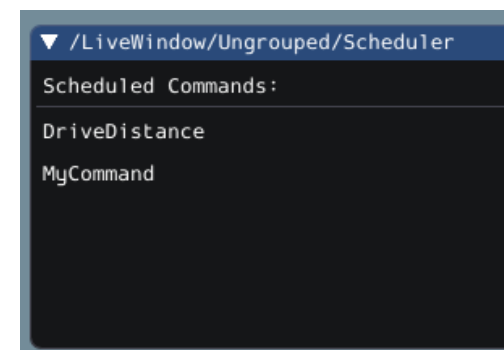 ▼ /LiveWindow/Ungrouped/Scheduler
Scheduled Commands:
DriveDistance
MyCommand